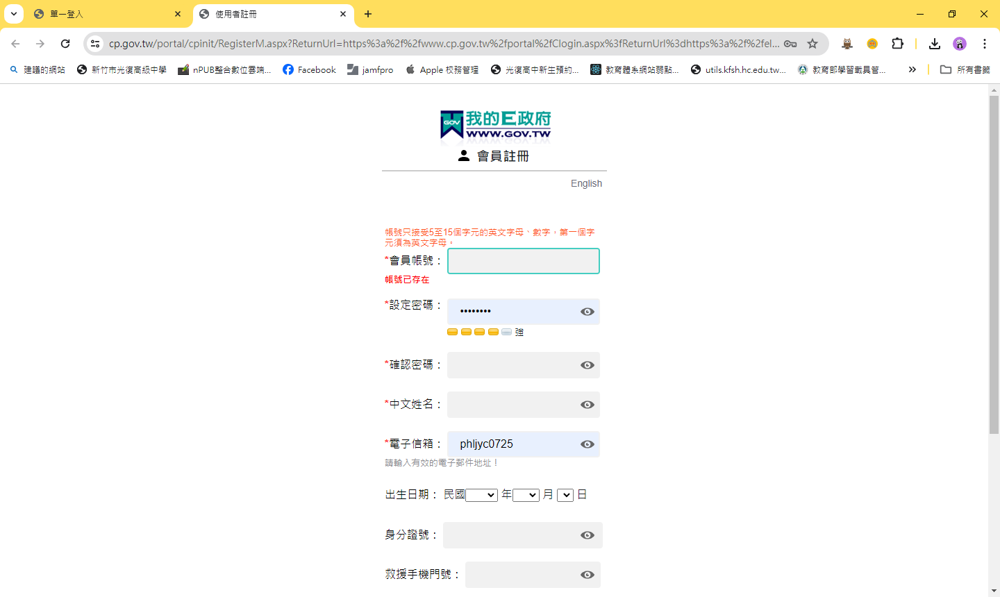 單一登入
使用者註冊
cp.gov.tw/portal/cpinit/RegisterM.aspx?ReturnUrl=https%3a%2f%2fwww.cp.gov.tw%2fportal%2fClogin.aspx%3fReturnUrl%3dhttps%3a%2f%2fel...
建議的網站
新竹市光復高級中學
nPUB整合數位雲端...
Facebook
jamfpro
Apple 校務管理
光復高中新生預約...
教育體系網站弱點...
utils.kfsh.hc.edu.tw...
教育部學習載具管...
所有書籤
GOV 我的E政府
WWW.GOV.TW
會員註冊
English
帳號只接受5至15個字元的英文字母、數字，第一個字
元須為英文字母。
*會員帳號：
帳號已存在
*設定密碼： ••••••••
強
*確認密碼：
*中文姓名：
*電子信箱： phljyc0725
請輸入有效的電子郵件地址！
出生日期： 民國 年 月 日
身分證號：
救援手機門號：